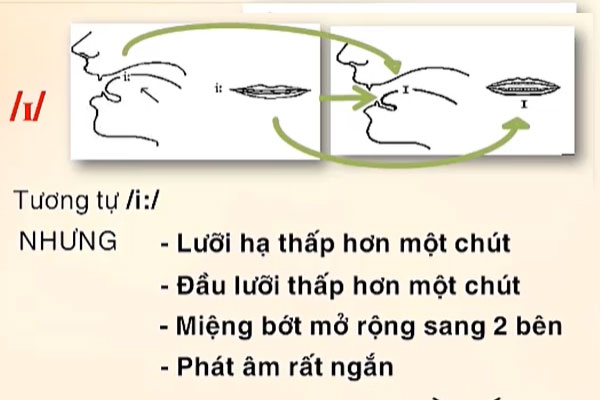 i:
i:
ɪ
ɪ
/ɪ/
Tương tự /i:/
NHƯNG - Lưỡi hạ thấp hơn một chút
- Đầu lưỡi thấp hơn một chút
- Miệng bớt mở rộng sang 2 bên
- Phát âm rất ngắn